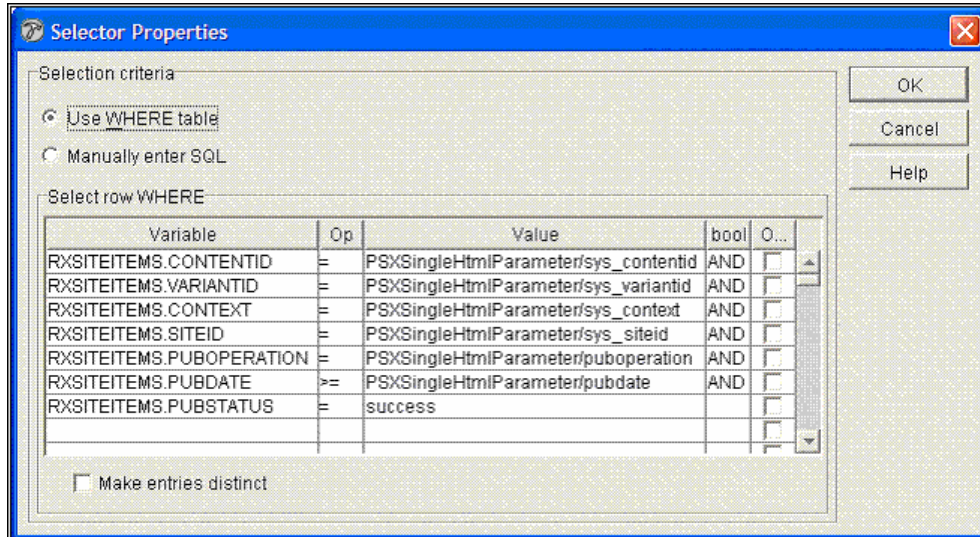 Selector Properties
Selection criteria
OK
Use WHERE table
Cancel
Manually enter SQL
Help
Select row WHERE
Variable Op Value bool O...
RXSITEITEMS.CONTENTID = PSXSingleHtmlParameter/sys_contentid AND
RXSITEITEMS.VARIANTID = PSXSingleHtmlParameter/sys_variantid AND
RXSITEITEMS.CONTEXT = PSXSingleHtmlParameter/sys_context AND
RXSITEITEMS.SITEID = PSXSingleHtmlParameter/sys_siteid AND
RXSITEITEMS.PUBOPERATION = PSXSingleHtmlParameter/puboperation AND
RXSITEITEMS.PUBDATE >= PSXSingleHtmlParameter/pubdate AND
RXSITEITEMS.PUBSTATUS = success
Make entries distinct